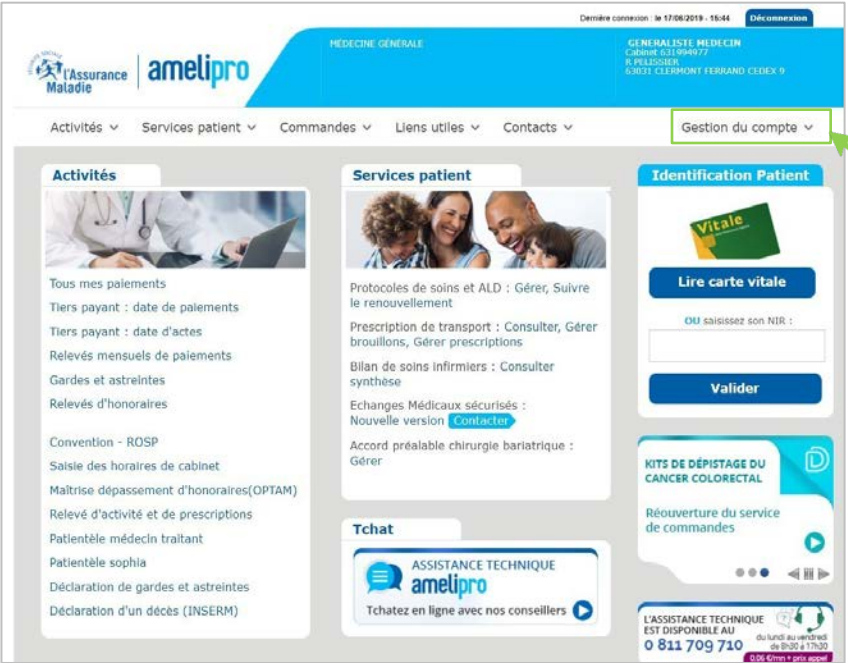 Dernière connexion : le 17/06/2019 - 15:44
Déconnexion
l'Assurance
Maladie
amelipro
MÉDECINE GÉNÉRALE
GENERALISTE MEDECIN
Cabinet 631994977
R PELISSIER
63031 CLERMONT FERRAND CEDEX 9
Activités
Services patient
Commandes
Liens utiles
Contacts
Gestion du compte
Activités
Tous mes paiements
Tiers payant : date de paiements
Tiers payant : date d'actes
Relevés mensuels de paiements
Gardes et astreintes
Relevés d'honoraires
Convention - ROSP
Saisie des horaires de cabinet
Maîtrise dépassement d'honoraires(OPTAM)
Relevé d'activité et de prescriptions
Patientèle médecin traitant
Patientèle sophia
Déclaration de gardes et astreintes
Déclaration d'un décès (INSERM)
Services patient
Protocoles de soins et ALD : Gérer, Suivre
le renouvellement
Prescription de transport : Consulter, Gérer
brouillons, Gérer prescriptions
Bilan de soins infirmiers : Consulter
synthèse
Echanges Médicaux sécurisés :
Nouvelle version Contacter
Accord préalable chirurgie bariatrique :
Gérer
Tchat
ASSISTANCE TECHNIQUE
amelipro
Tchatez en ligne avec nos conseillers
Identification Patient
Vitale
Lire carte vitale
OU saisissez son NIR :
Valider
KITS DE DÉPISTAGE DU
CANCER COLORECTAL
Réouverture du service
de commandes
L'ASSISTANCE TECHNIQUE
EST DISPONIBLE AU
0 811 709 710
du lundi au vendredi
de 8h30 à 17h30
0,06 €/mn + prix appel